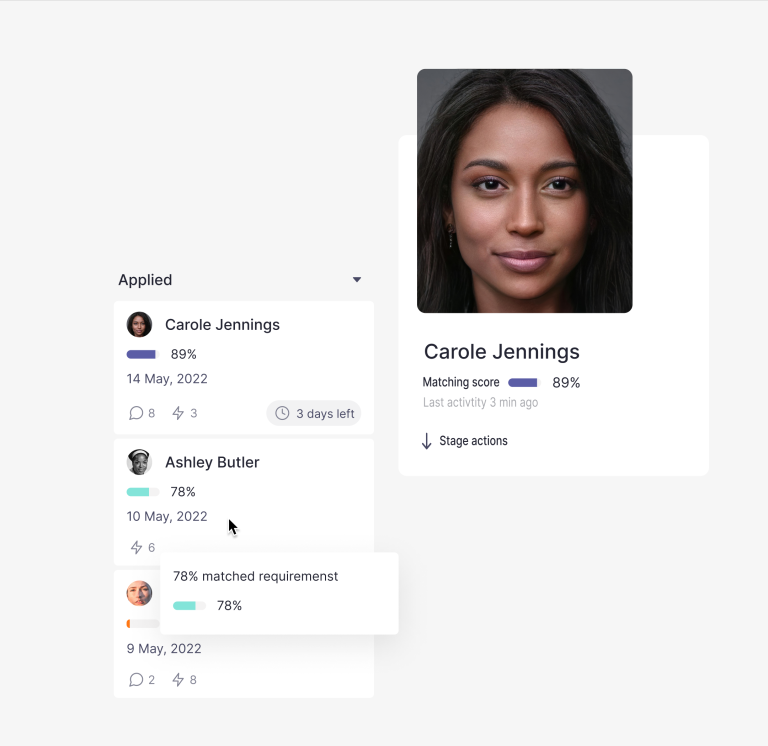 Applied
Carole Jennings
89%
14 May, 2022
8 3
3 days left
Ashley Butler
78%
10 May, 2022
6
78% matched requiremenst
78%
9 May, 2022
2 8
Carole Jennings
Matching score 89%
Last activtity 3 min ago
Stage actions